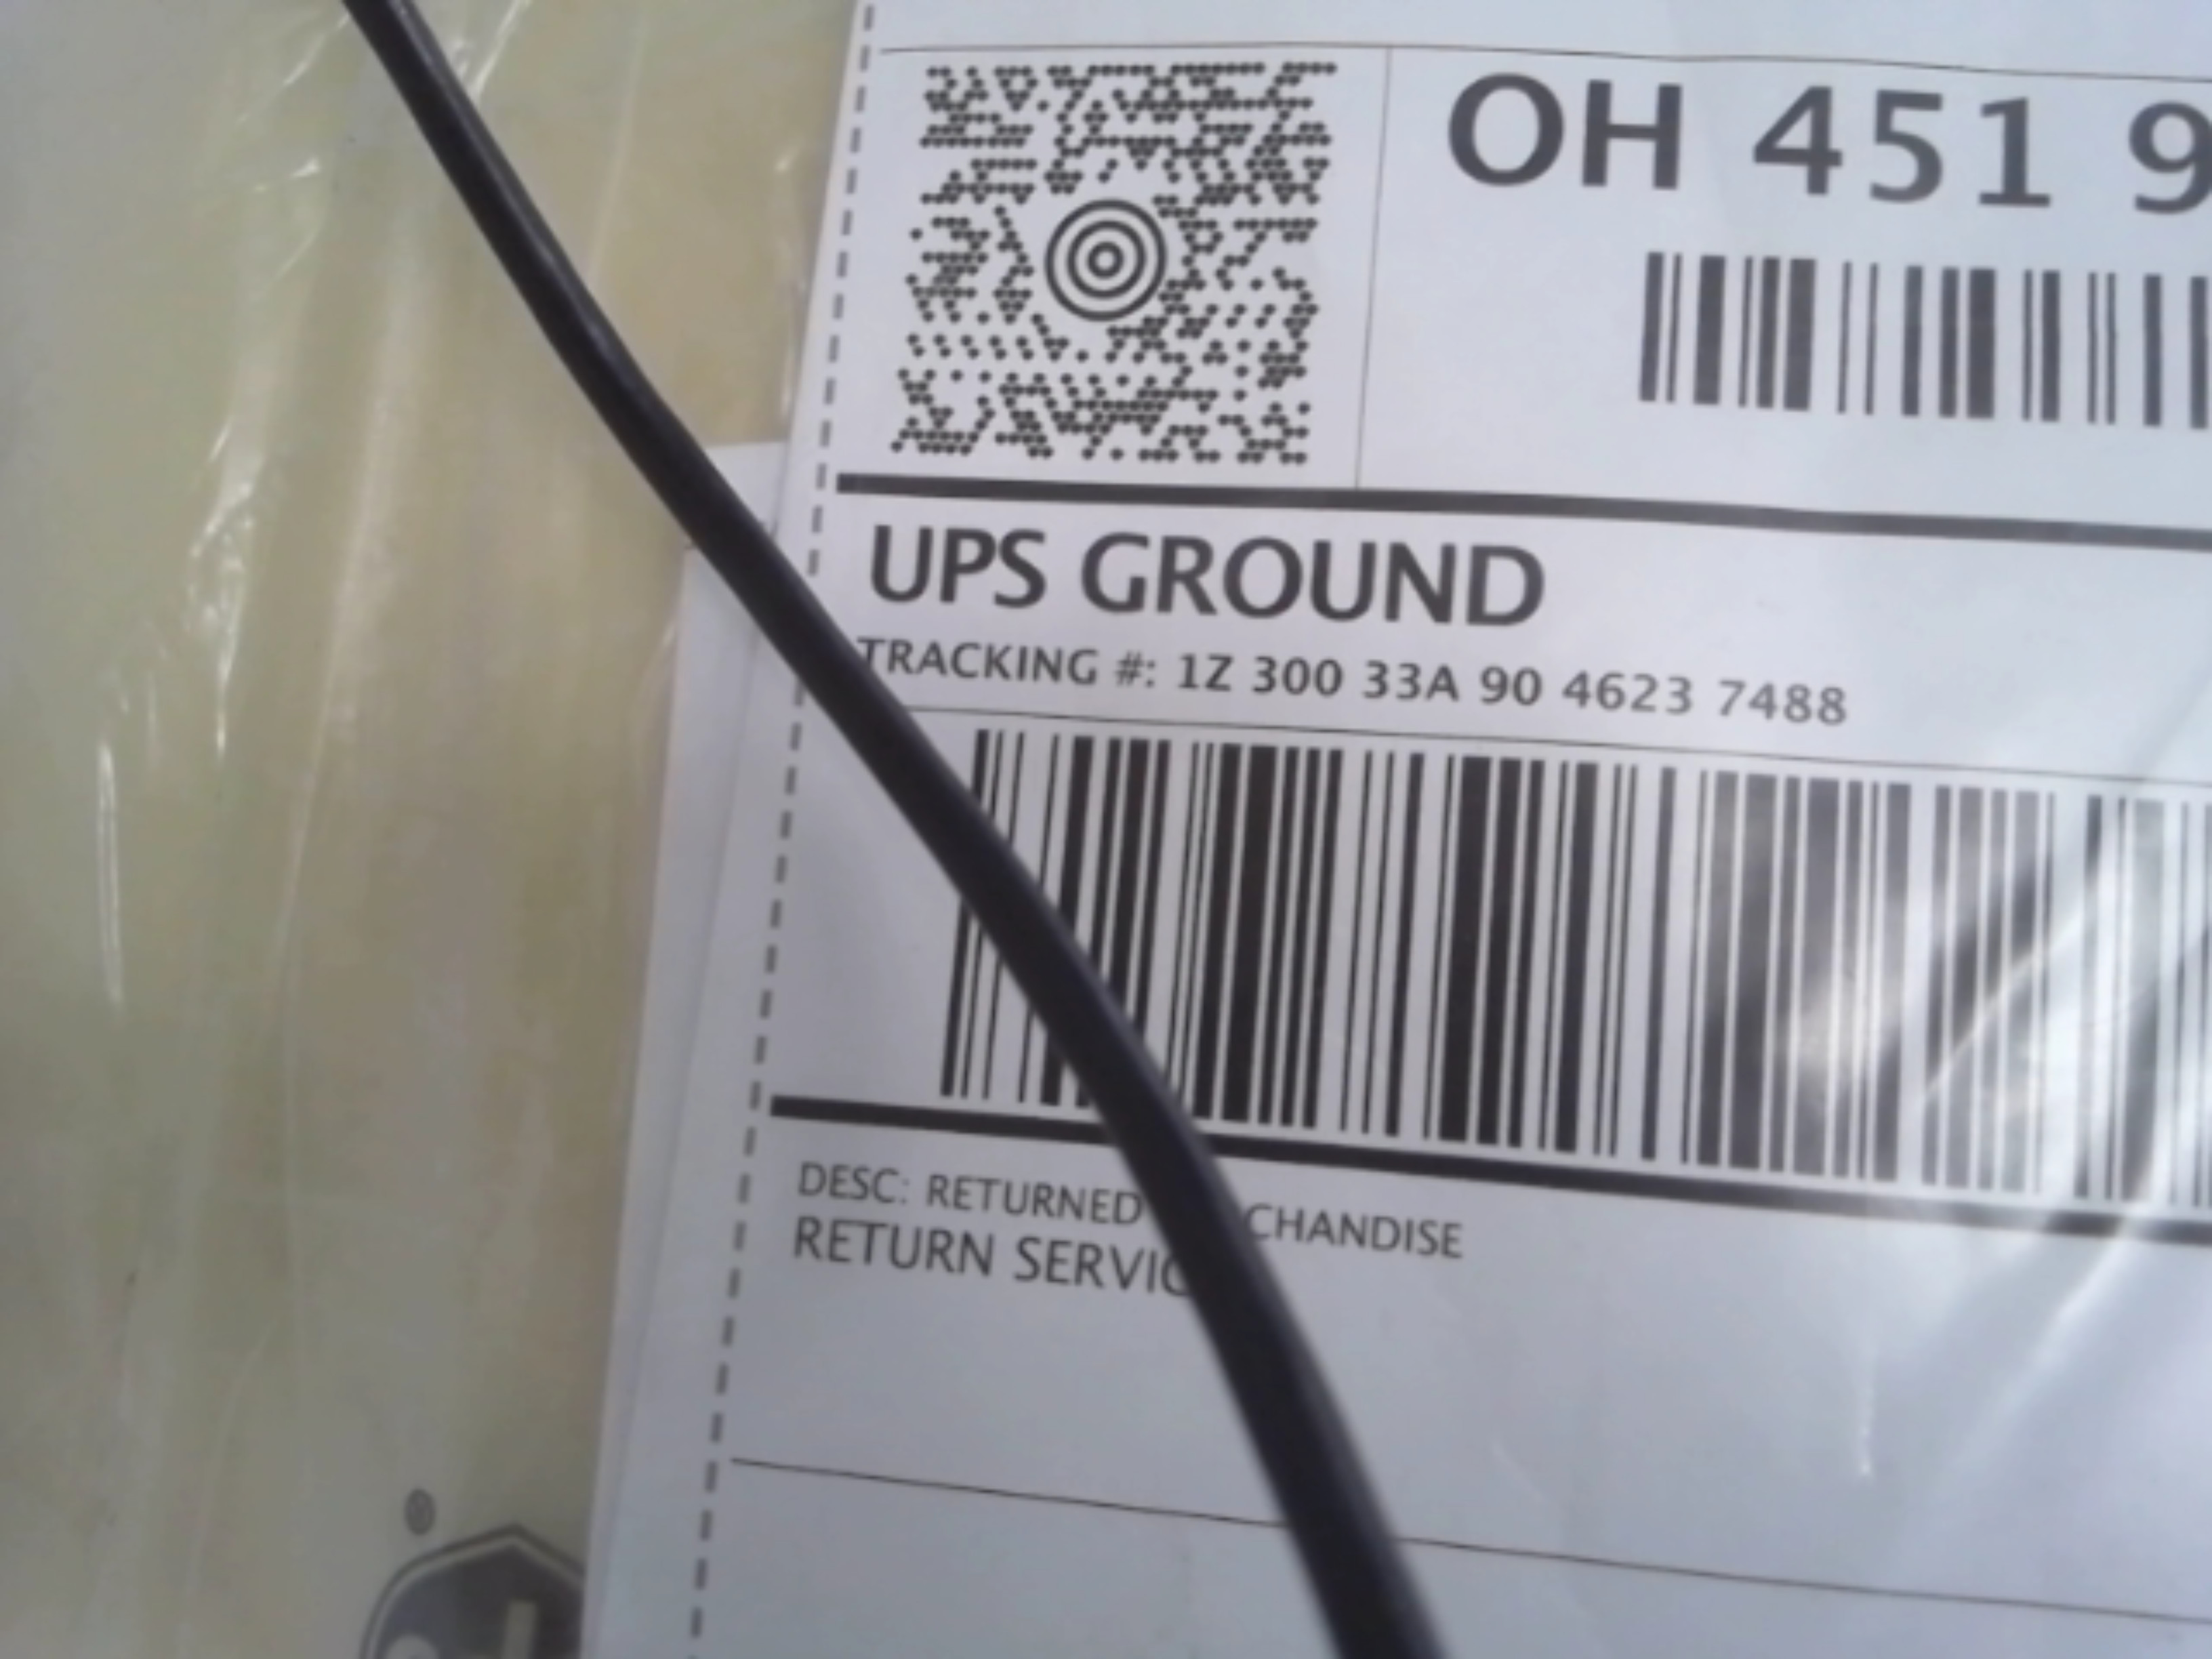 OH 451 9
UPS GROUND
TRACKING #: 1Z 300 33A 90 4623 7488
DESC: RETURNED CHANDISE
RETURN SERVIC
®